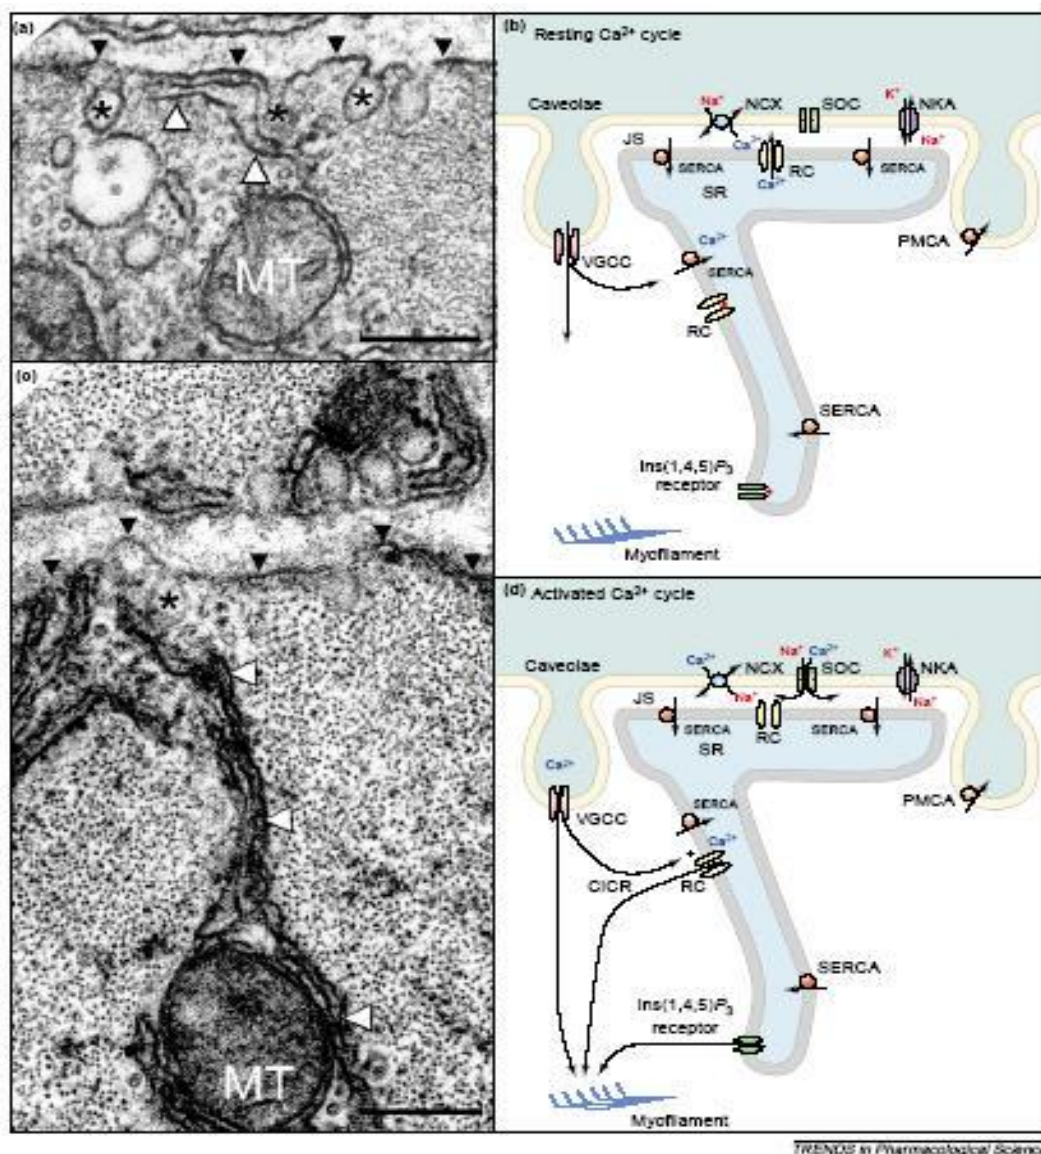 (a)
MT
(b) Resting Ca²⁺ cycle
Caveolae
Na⁺
NCX
SOC
K⁺
NKA
JS
SERCA
Ca²⁺
RC
SERCA
Na⁺
SR
Ca²⁺
VGCC
Ca²⁺
SERCA
PMCA
RC
SERCA
Ins(1,4,5)P₃
receptor
Myofilament
(c)
MT
(d) Activated Ca²⁺ cycle
Caveolae
Ca²⁺
NCX
Na⁺
Ca²⁺
SOC
K⁺
NKA
JS
Na⁺
Na⁺
SERCA
RC
SERCA
SR
Ca²⁺
VGCC
SERCA
PMCA
Ca²⁺
+
CICR
RC
SERCA
Ins(1,4,5)P₃
receptor
Myofilament
TRENDS in Pharmacological Science